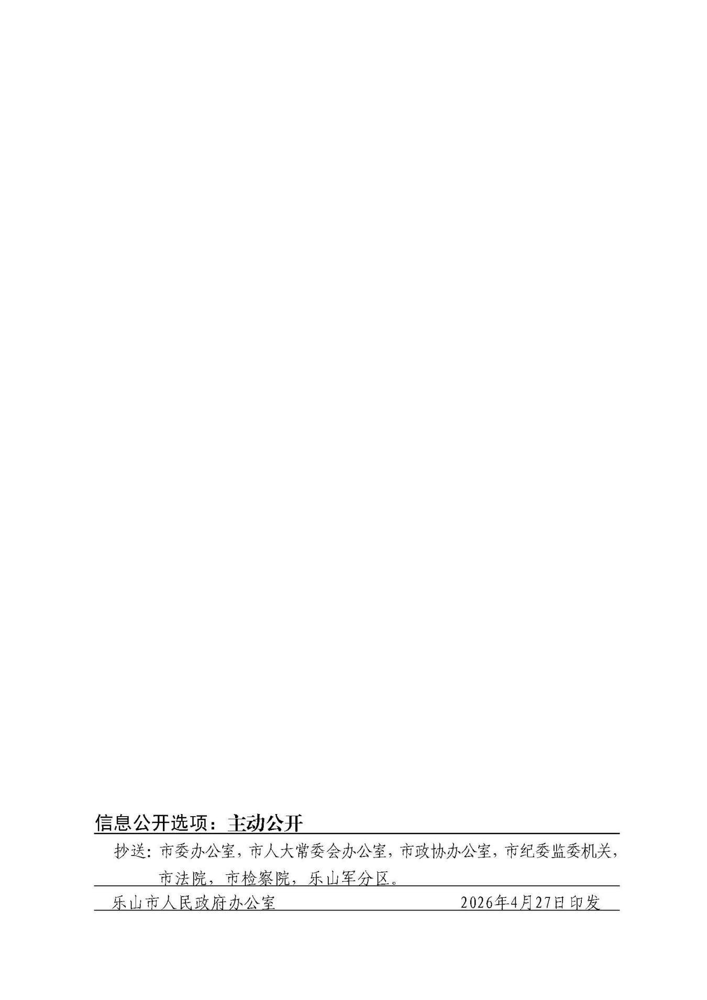 信息公开选项：主动公开
抄送：市委办公室，市人大常委会办公室，市政协办公室，市纪委监委机关，
市法院，市检察院，乐山军分区。
乐山市人民政府办公室 2026年4月27日印发